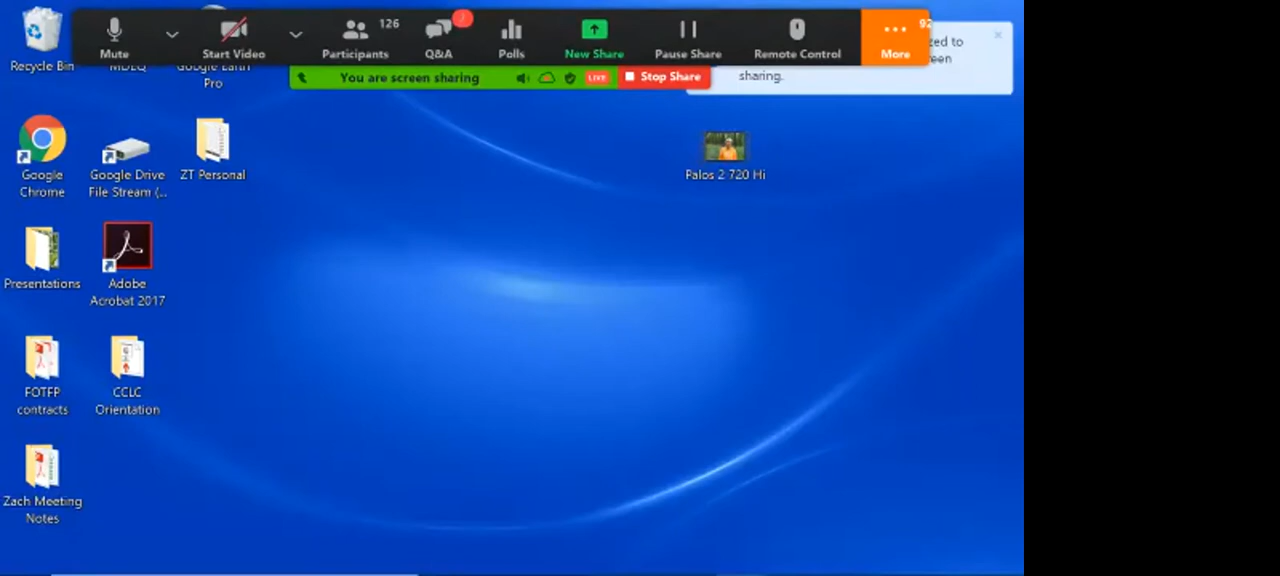 Mute
Start Video
Participants
126
Q&A
Polls
New Share
Pause Share
Remote Control
More
92
You are screen sharing
LIVE
Stop Share
sharing.
Recycle Bin
Google Earth
Pro
Google
Chrome
Google Drive
File Stream (...
ZT Personal
Palos 2 720 Hi
Presentations
Adobe
Acrobat 2017
FOTFP
contracts
CCLC
Orientation
Zach Meeting
Notes